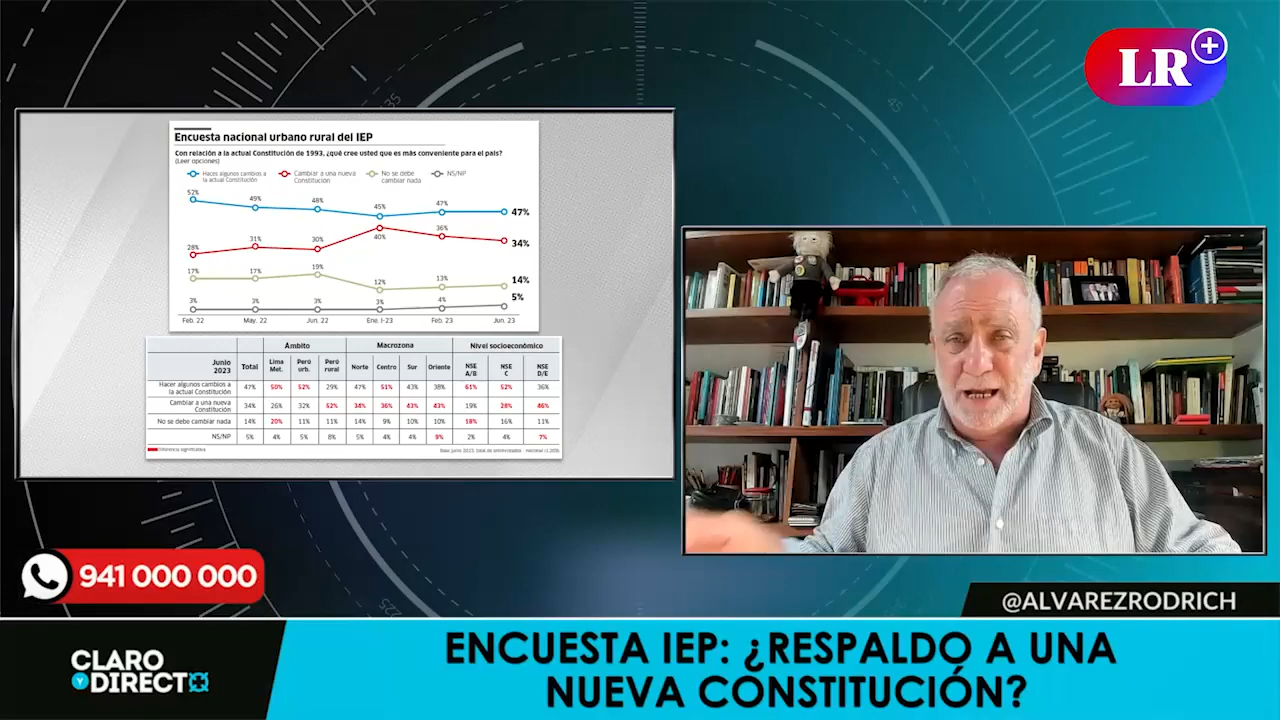 LR+
Encuesta nacional urbano rural del IEP
Con relación a la actual Constitución de 1993, ¿qué cree usted que es más conveniente para el país?
(Leer opciones)
Haces algunos cambios a la actual Constitución
Cambiar a una nueva Constitución
No se debe cambiar nada
NS/NP
52% 49% 48% 45% 47% 47%
28% 31% 30% 40% 36% 34%
17% 17% 19% 12% 13% 14%
3% 3% 3% 3% 4% 5%
Feb. 22 May. 22 Jun. 22 Ene. I-23 Feb. 23 Jun. 23
Ámbito Macrozona Nivel socioeconómico
Junio 2023 Total Lima Met. Perú urb. Perú rural Norte Centro Sur Oriente NSE A/B NSE C NSE D/E
Hacer algunos cambios a la actual Constitución 47% 50% 52% 29% 47% 51% 43% 38% 61% 52% 36%
Cambiar a una nueva Constitución 34% 26% 32% 52% 34% 36% 43% 43% 19% 28% 46%
No se debe cambiar nada 14% 20% 11% 11% 14% 9% 10% 10% 18% 16% 11%
NS/NP 5% 4% 5% 8% 5% 4% 4% 9% 2% 4% 7%
Diferencia significativa
941 000 000
@ALVAREZRODRICH
CLARO
Y DIRECTO
ENCUESTA IEP: ¿RESPALDO A UNA
NUEVA CONSTITUCIÓN?